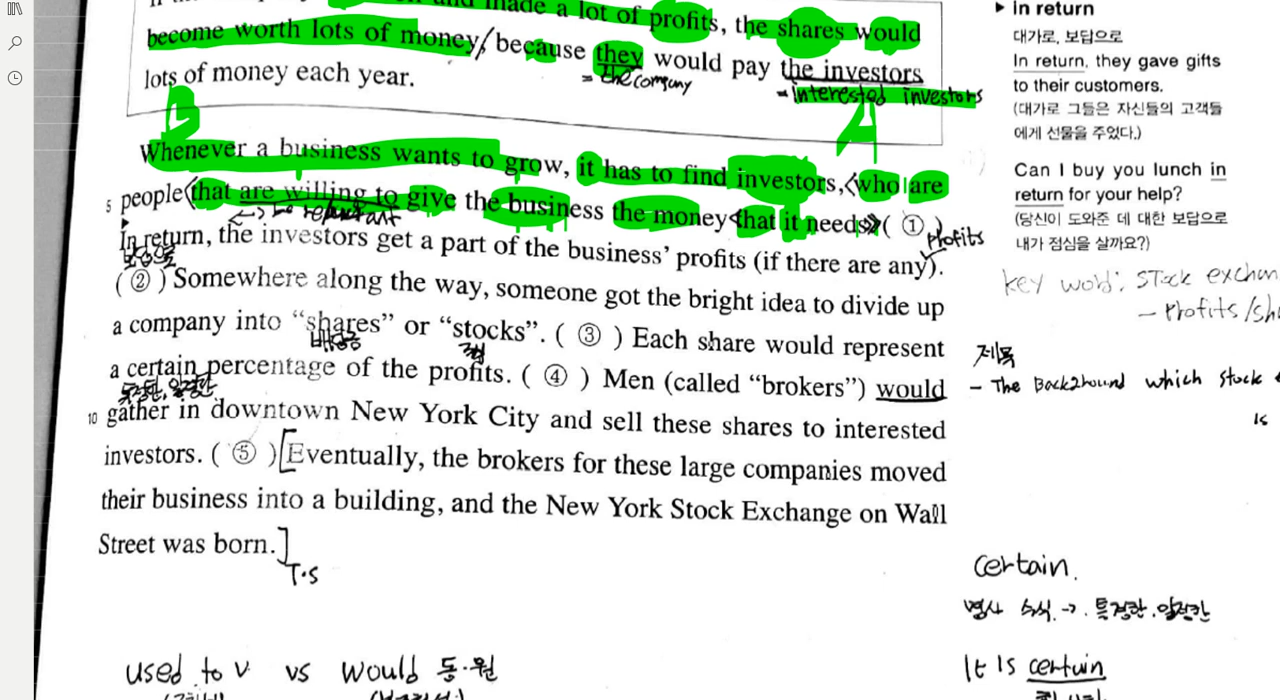 made a lot of profits, the shares would
become worth lots of money, because they would pay the investors
= the company
lots of money each year.
= interested investors
B
A
Whenever a business wants to grow, it has to find investors, who are
5 people that are willing to give the business the money that it needs. ( ① )
profits
In return, the investors get a part of the business' profits (if there are any).
( ② ) Somewhere along the way, someone got the bright idea to divide up
a company into “shares” or “stocks”. ( ③ ) Each share would represent
a certain percentage of the profits. ( ④ ) Men (called “brokers”) would
특정한, 일정한
10 gather in downtown New York City and sell these shares to interested
investors. ( ⑤ ) [Eventually, the brokers for these large companies moved
their business into a building, and the New York Stock Exchange on Wall
Street was born.]
T.S
used to v vs would 동.원
▶ in return
대가로, 보답으로
In return, they gave gifts
to their customers.
(대가로 그들은 자신들의 고객들
에게 선물을 주었다.)
Can I buy you lunch in
return for your help?
(당신이 도와준 데 대한 보답으로
내가 점심을 살까요?)
key word: stock exchan
- profits/sh
제목
- The Background which stock
is
certain.
명사 수식 → 특정한. 일정한
It is certain